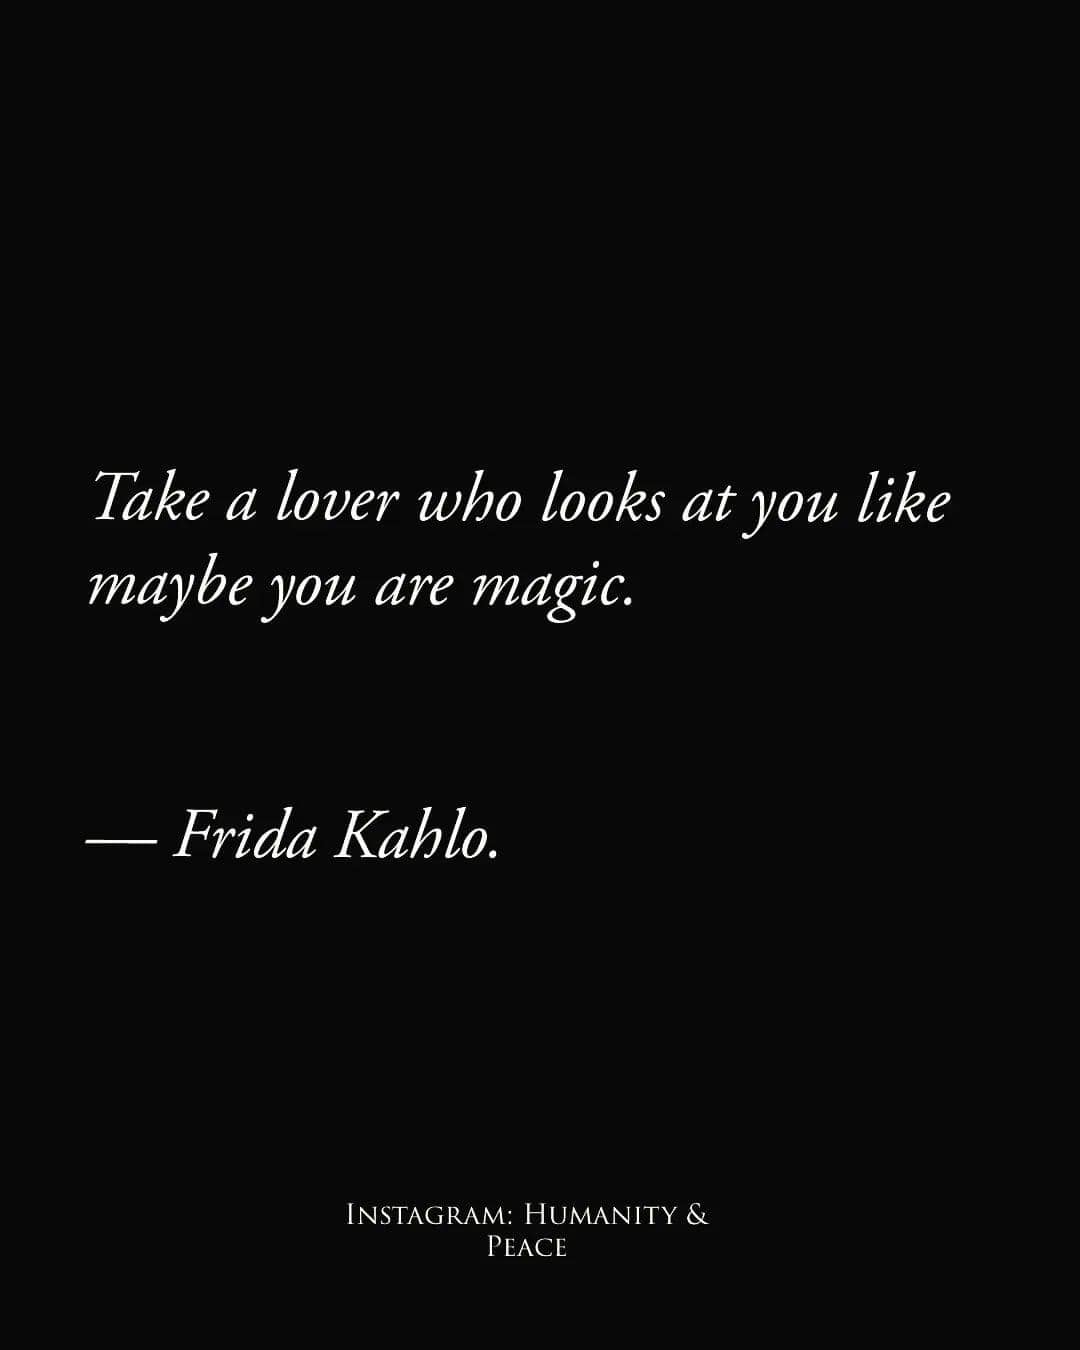 Take a lover who looks at you like
maybe you are magic.
— Frida Kahlo.
Instagram: Humanity &
Peace